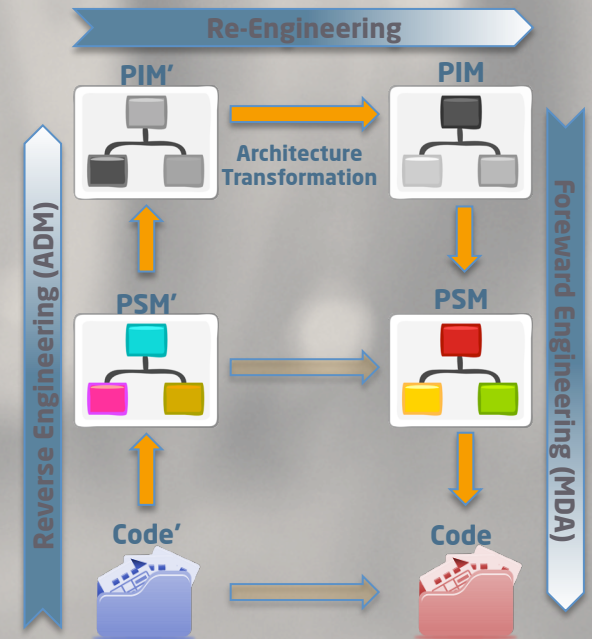 Re-Engineering
PIM'
PIM
Architecture
Transformation
Reverse Engineering (ADM)
Foreward Engineering (MDA)
PSM'
PSM
Code'
Code